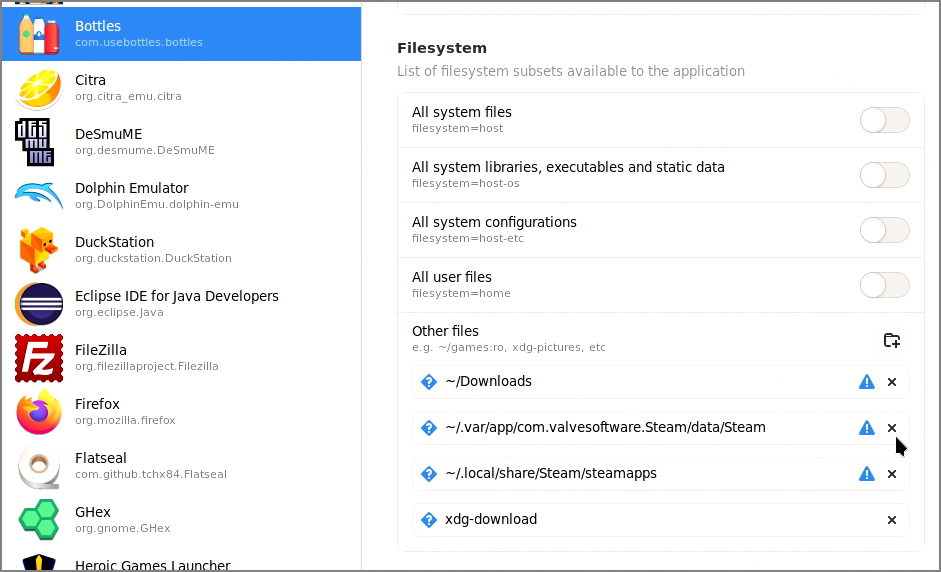 Bottles
com.usebottles.bottles
Citra
org.citra_emu.citra
DeSmuME
org.desmume.DeSmuME
Dolphin Emulator
org.DolphinEmu.dolphin-emu
DuckStation
org.duckstation.DuckStation
Eclipse IDE for Java Developers
org.eclipse.Java
FileZilla
org.filezillaproject.Filezilla
Firefox
org.mozilla.firefox
Flatseal
com.github.tchx84.Flatseal
GHex
org.gnome.GHex
Heroic Games Launcher
Filesystem
List of filesystem subsets available to the application
All system files
filesystem=host
All system libraries, executables and static data
filesystem=host-os
All system configurations
filesystem=host-etc
All user files
filesystem=home
Other files
e.g. ~/games:ro, xdg-pictures, etc
~/Downloads
~/.var/app/com.valvesoftware.Steam/data/Steam
~/.local/share/Steam/steamapps
xdg-download